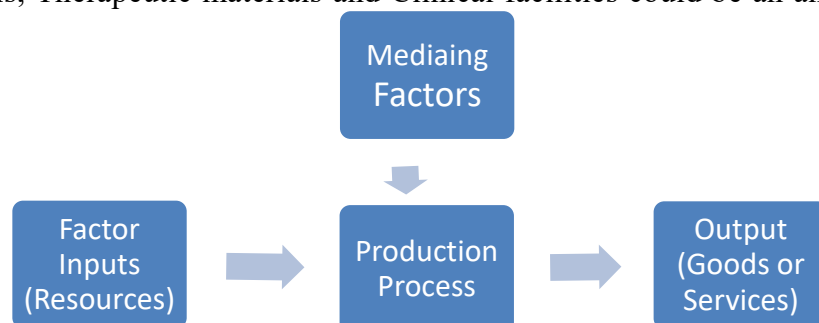 Therapeutic materials and Clinical facilities could be an
Mediaing
Factors
Factor
Inputs
(Resources)
Production
Process
Output
(Goods or
Services)